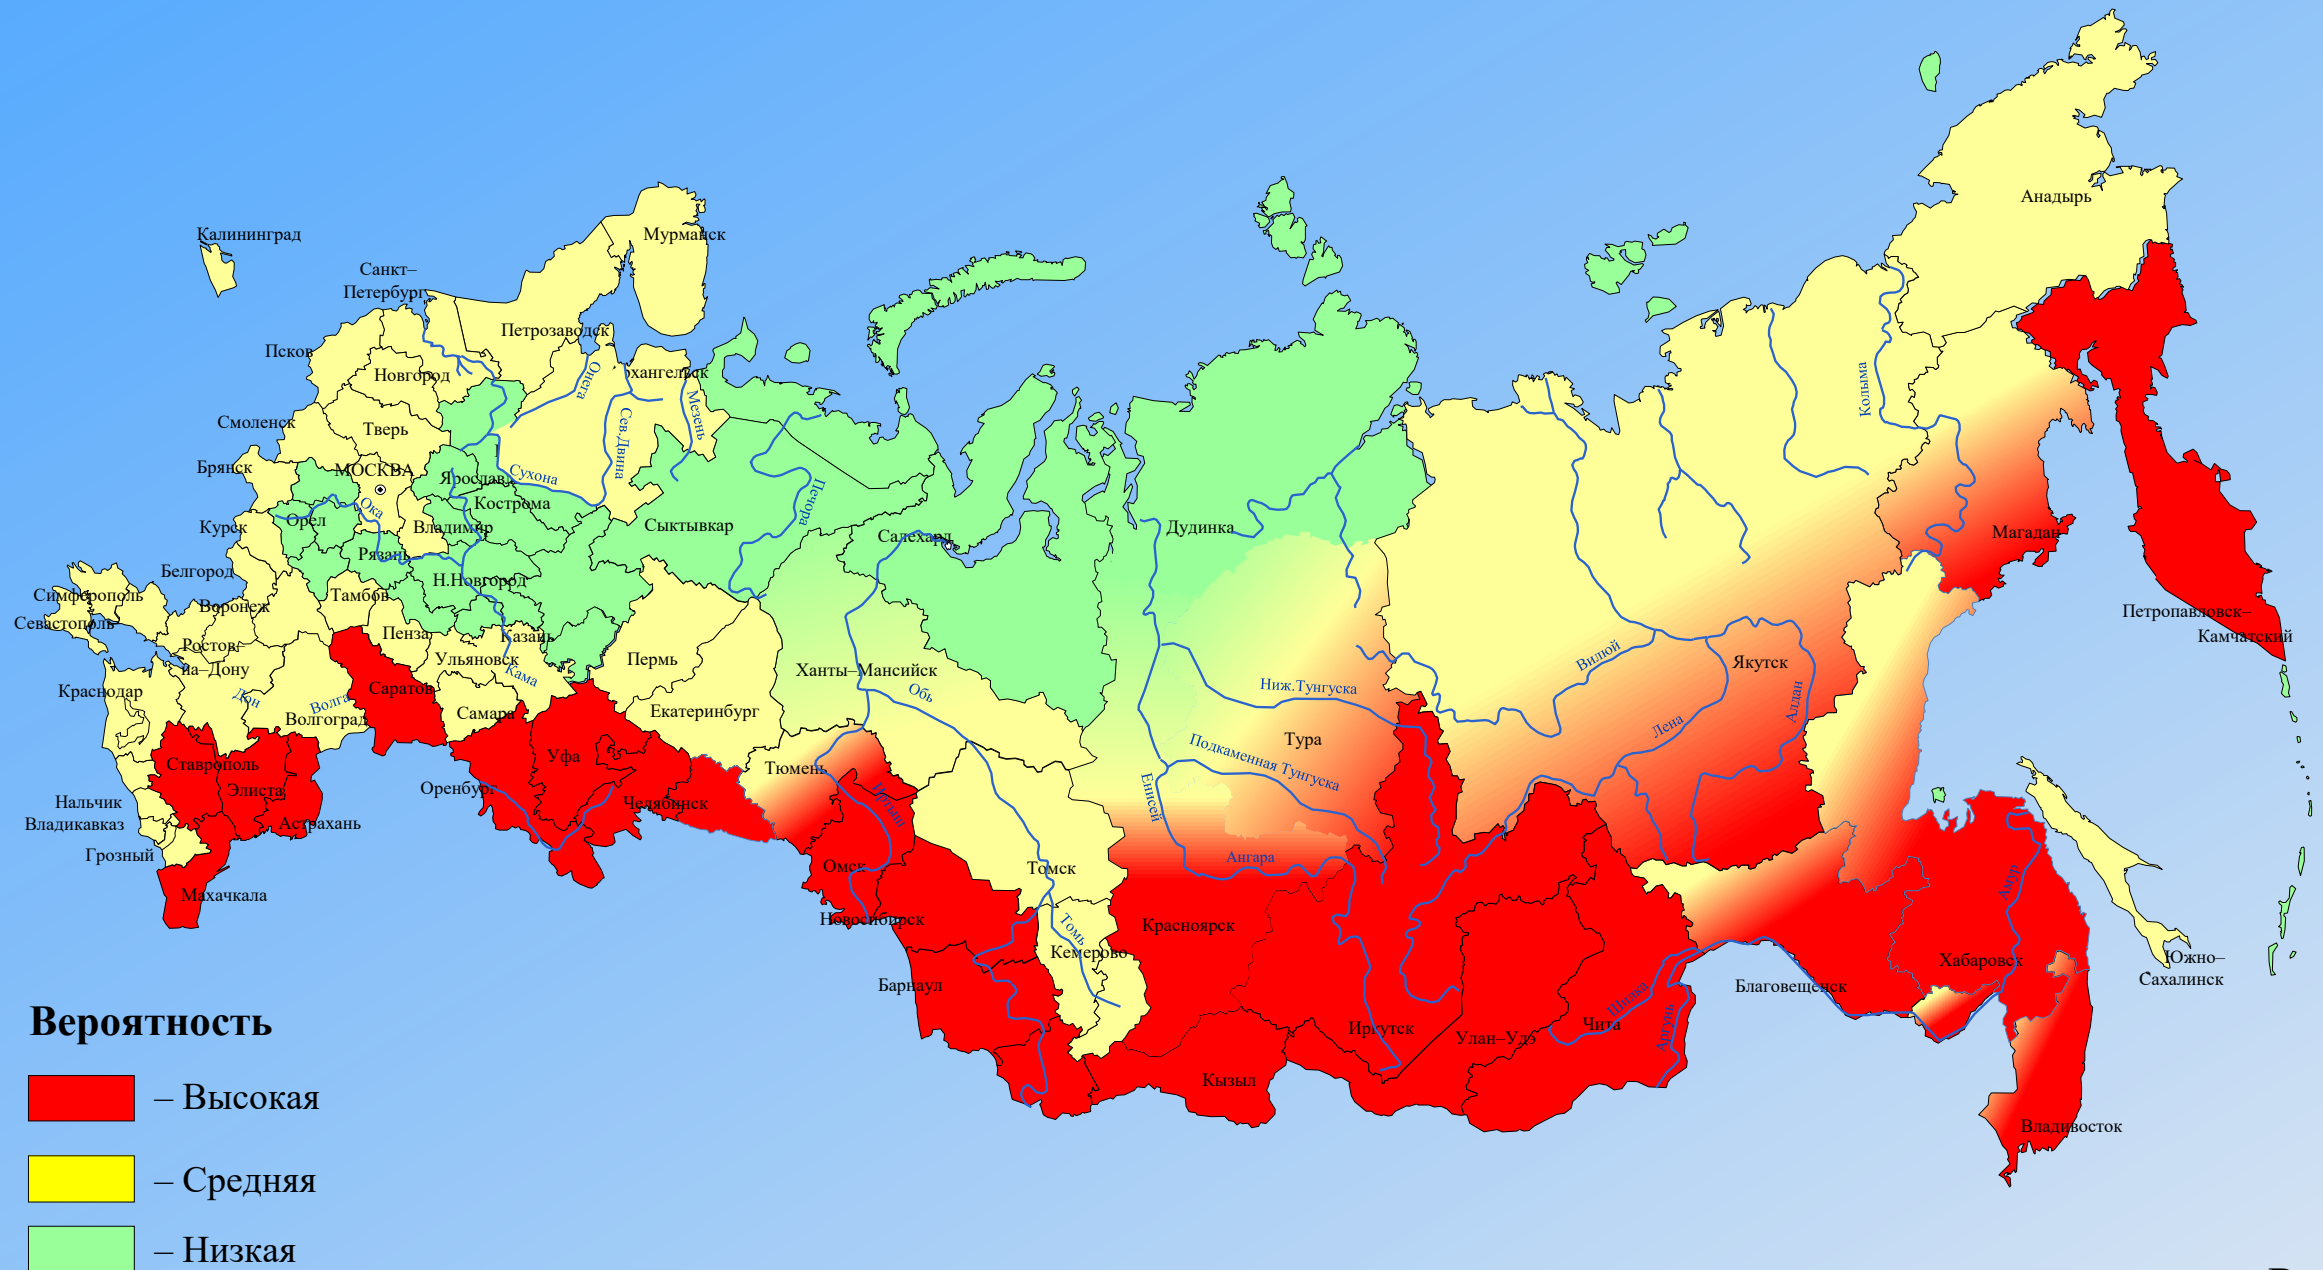 Анадырь
Калининград
Мурманск
Санкт–
Петербург
Петрозаводск
Псков
Новгород
Онега
Мезень
Колыма
Смоленск
Тверь
Сев.Двина
Брянск
МОСКВА
Сухона
Кострома
Печора
Ока
Орел
Курск
Владимир
Сыктывкар
Салехард
Дудинка
Магадан
Рязань
Белгород
Н.Новгород
Симферополь
Воронеж
Тамбов
Петропавловск–
Камчатский
Севастополь
Пенза
Казань
Ростов–
на–Дону
Ульяновск
Кама
Пермь
Ханты–Мансийск
Вилюй
Якутск
Краснодар
Дон
Волга
Саратов
Обь
Ниж.Тунгуска
Алдан
Волгоград
Самара
Екатеринбург
Лена
Тура
Подкаменная Тунгуска
Ставрополь
Уфа
Тюмень
Элиста
Оренбург
Енисей
Нальчик
Челябинск
Иртыш
Владикавказ
Астрахань
Грозный
Омск
Ангара
Томск
Махачкала
Амур
Новосибирск
Томь
Красноярск
Кемерово
Хабаровск
Южно–
Сахалинск
Барнаул
Благовещенск
Шилка
Аргунь
Иркутск
Улан–Удэ
Чита
Кызыл
Владивосток
Вероятность
– Высокая
– Средняя
– Низкая